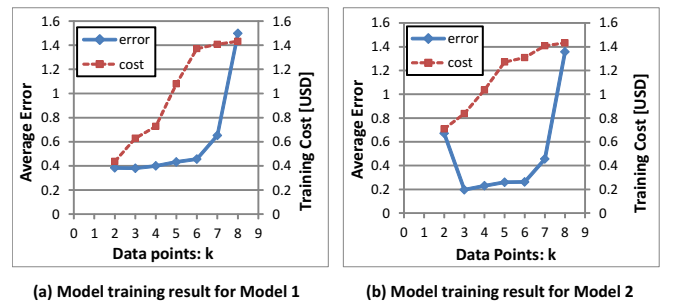 1.6
1.4
1.2
1
0.8
0.6
0.4
0.2
0
Average Error
error
cost
1.6
1.4
1.2
1
0.8
0.6
0.4
0.2
0
Training Cost [USD]
0 1 2 3 4 5 6 7 8 9
Data points: k
(a) Model training result for Model 1
1.6
1.4
1.2
1
0.8
0.6
0.4
0.2
0
Average Error
error
cost
1.6
1.4
1.2
1
0.8
0.6
0.4
0.2
0
Training Cost [USD]
0 1 2 3 4 5 6 7 8 9
Data Points: k
(b) Model training result for Model 2